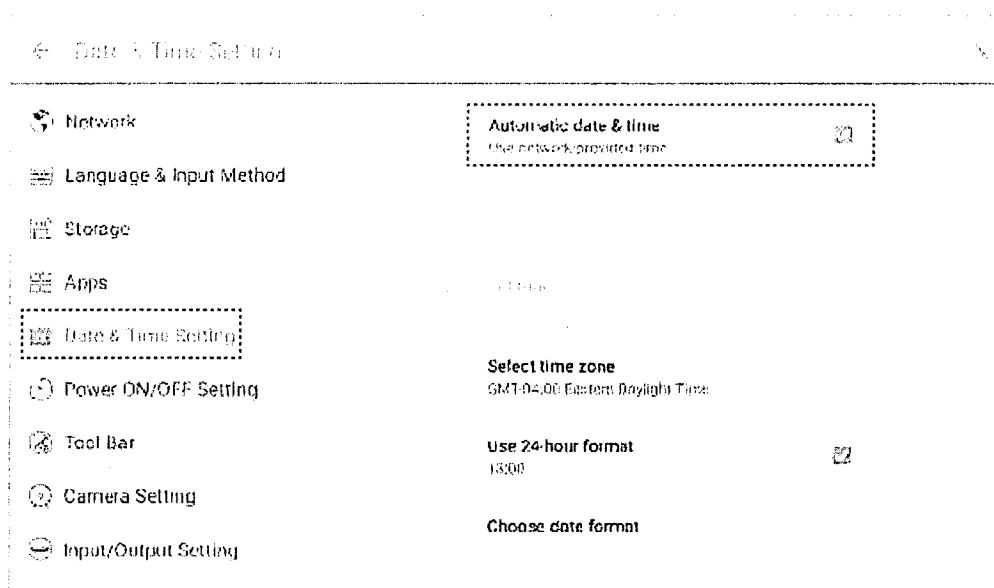 Date & Time Setting
Network
Language & Input Method
Storage
Apps
Date & Time Setting
Power ON/OFF Setting
Tool Bar
Camera Setting
Input/Output Setting
Automatic date & time
Use network-provided time
Select time zone
GMT-04:00 Eastern Daylight Time
Use 24-hour format
13:00
Choose date format